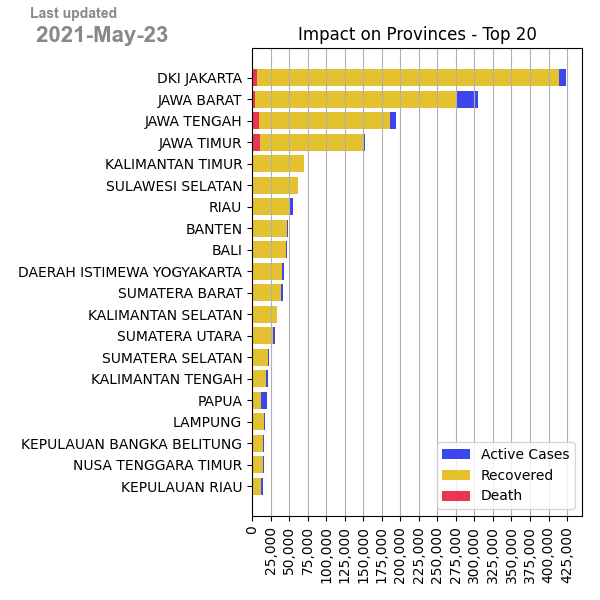 Last updated
2021-May-23
Impact on Provinces - Top 20
DKI JAKARTA
JAWA BARAT
JAWA TENGAH
JAWA TIMUR
KALIMANTAN TIMUR
SULAWESI SELATAN
RIAU
BANTEN
BALI
DAERAH ISTIMEWA YOGYAKARTA
SUMATERA BARAT
KALIMANTAN SELATAN
SUMATERA UTARA
SUMATERA SELATAN
KALIMANTAN TENGAH
PAPUA
LAMPUNG
KEPULAUAN BANGKA BELITUNG
NUSA TENGGARA TIMUR
KEPULAUAN RIAU
Active Cases
Recovered
Death
0
25,000
50,000
75,000
100,000
125,000
150,000
175,000
200,000
225,000
250,000
275,000
300,000
325,000
350,000
375,000
400,000
425,000